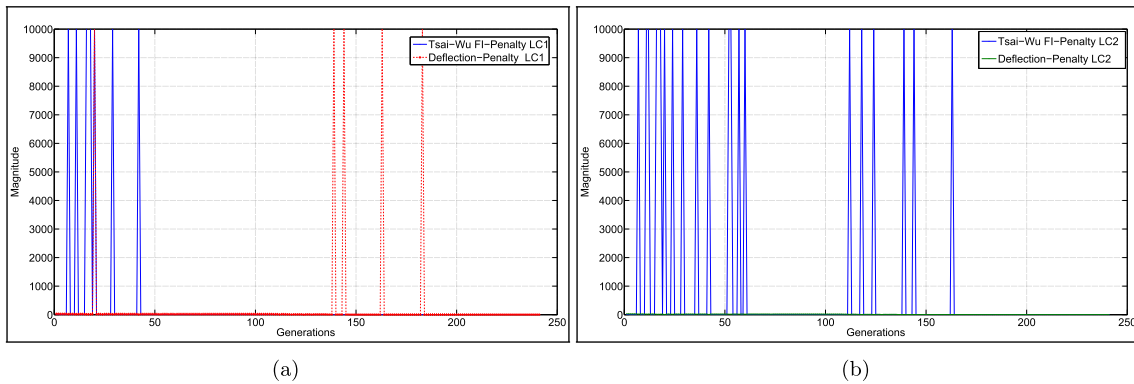 10000
9000
8000
7000
6000
5000
4000
3000
2000
1000
0
Magnitude
0 50 100 150 200 250
Generations
Tsai−Wu FI−Penalty LC1
Deflection−Penalty LC1
(a)
10000
9000
8000
7000
6000
5000
4000
3000
2000
1000
0
Magnitude
0 50 100 150 200 250
Generations
Tsai−Wu FI−Penalty LC2
Deflection−Penalty LC2
(b)